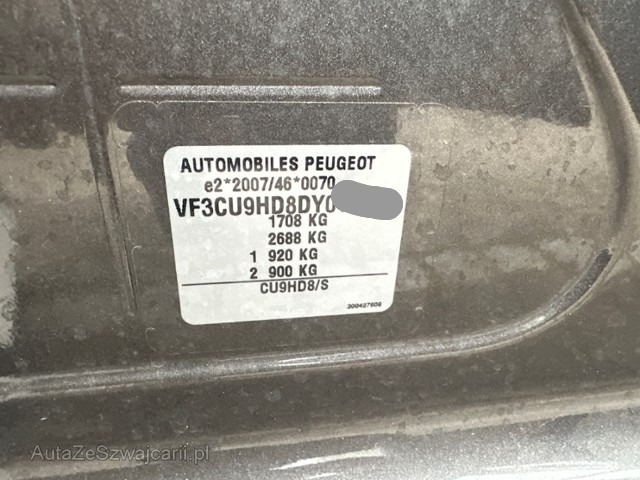 AUTOMOBILES PEUGEOT
e2*2007/46*0070
VF3CU9HD8DY0
1708 KG
2688 KG
1 920 KG
2 900 KG
CU9HD8/S
300427606
AutaZeSzwajcarii.pl